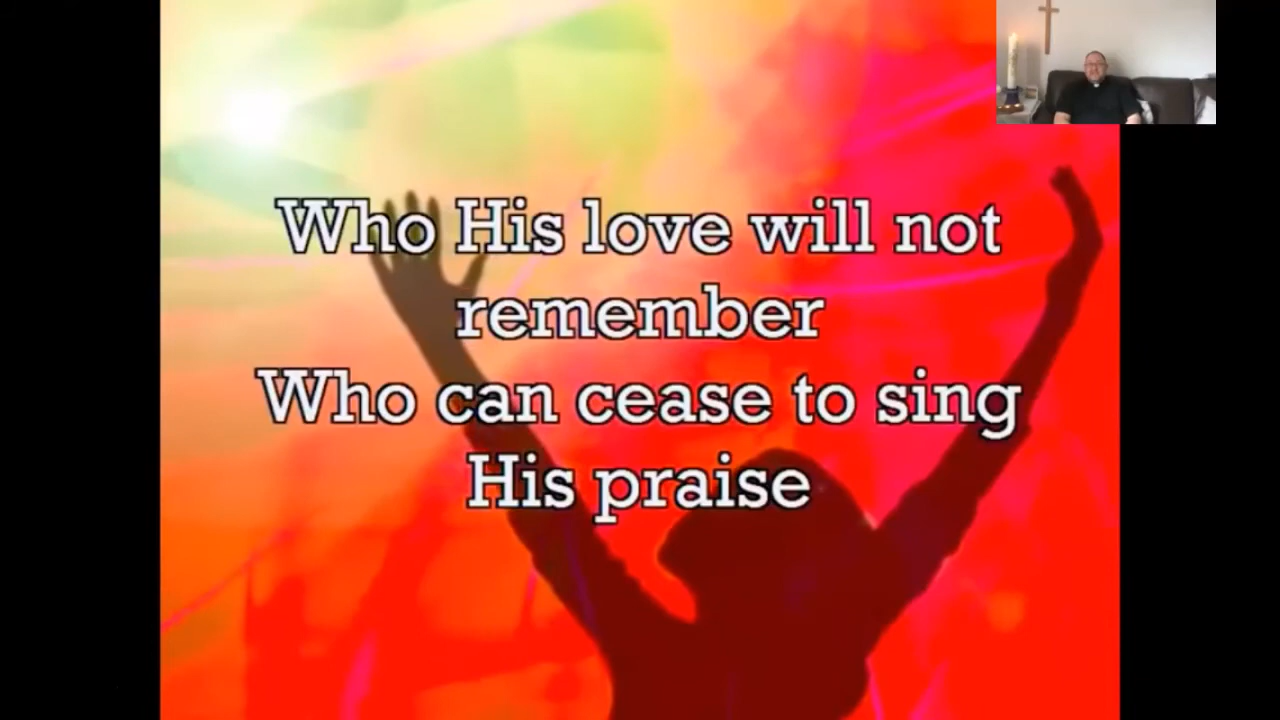 Who His love will not
remember
Who can cease to sing
His praise